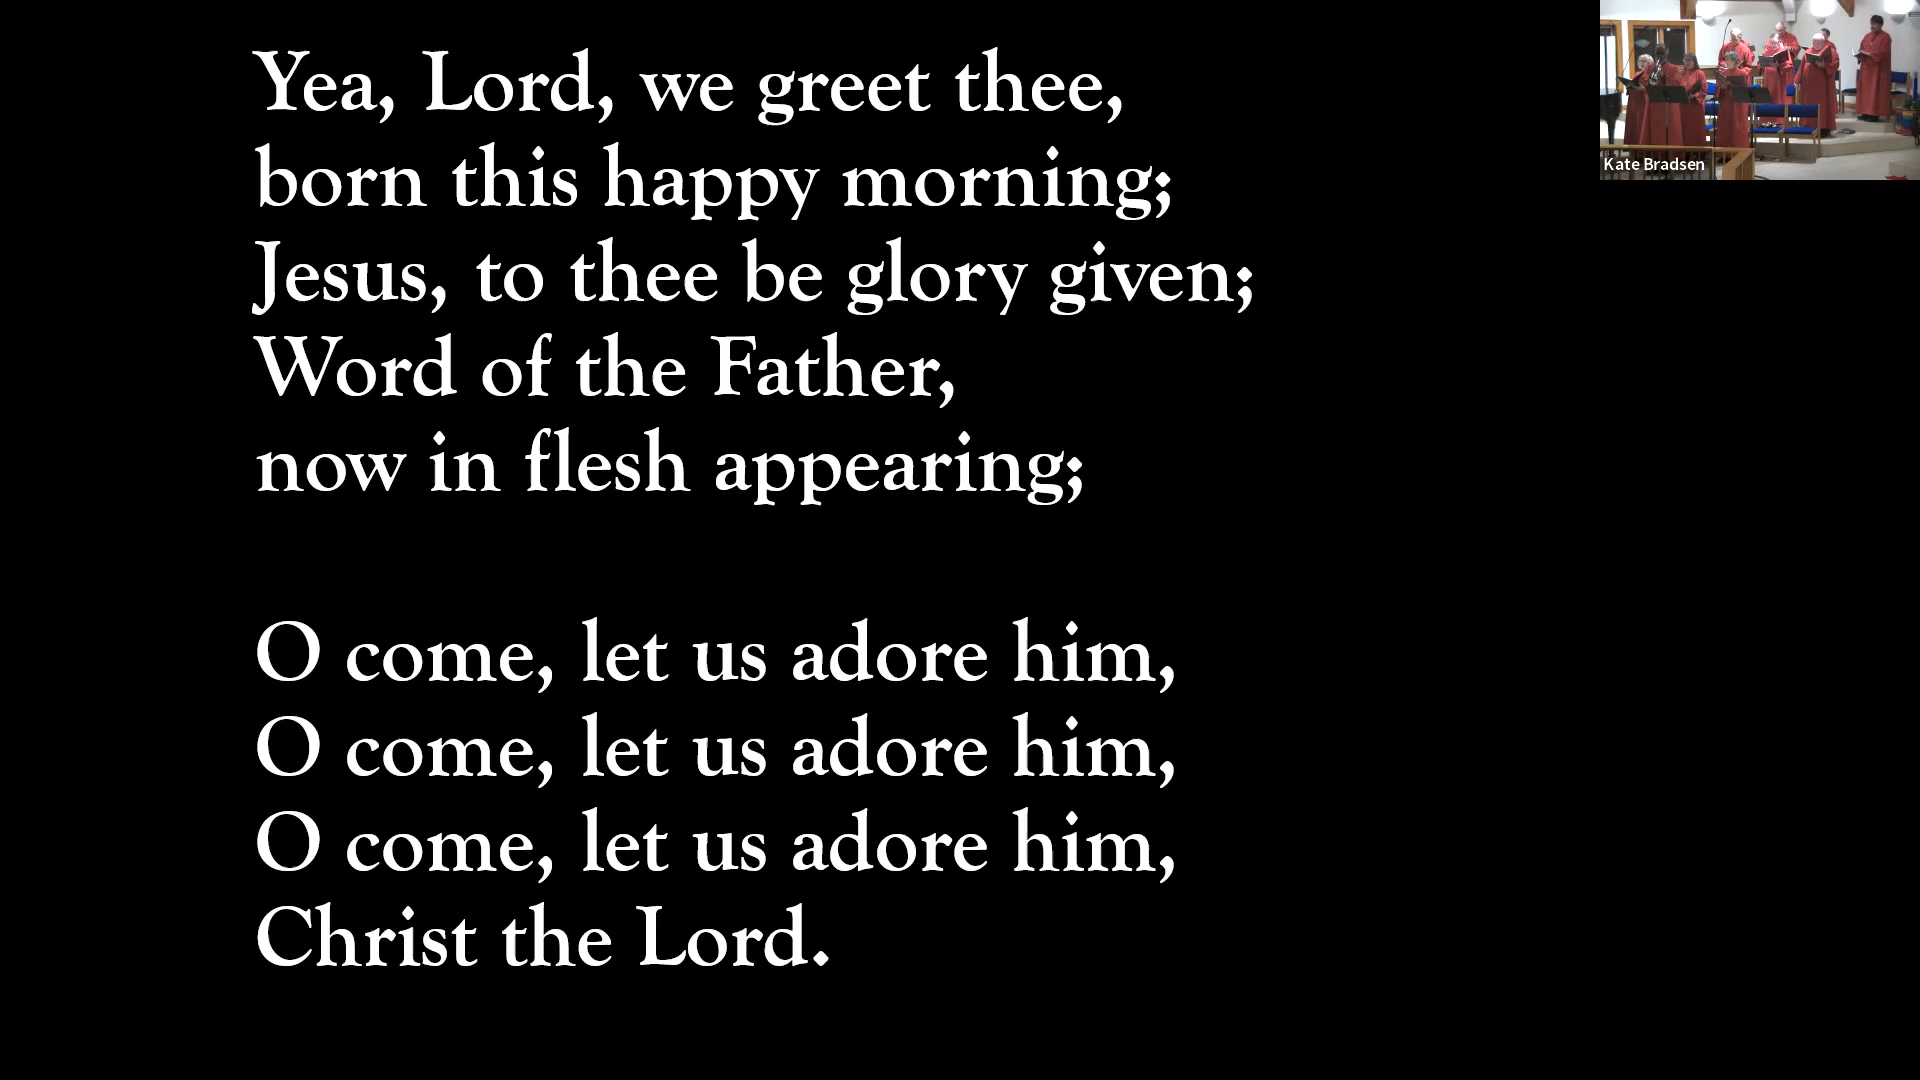 Yea, Lord, we greet thee,
born this happy morning;
Jesus, to thee be glory given;
Word of the Father,
now in flesh appearing;
O come, let us adore him,
O come, let us adore him,
O come, let us adore him,
Christ the Lord.
Kate Bradsen